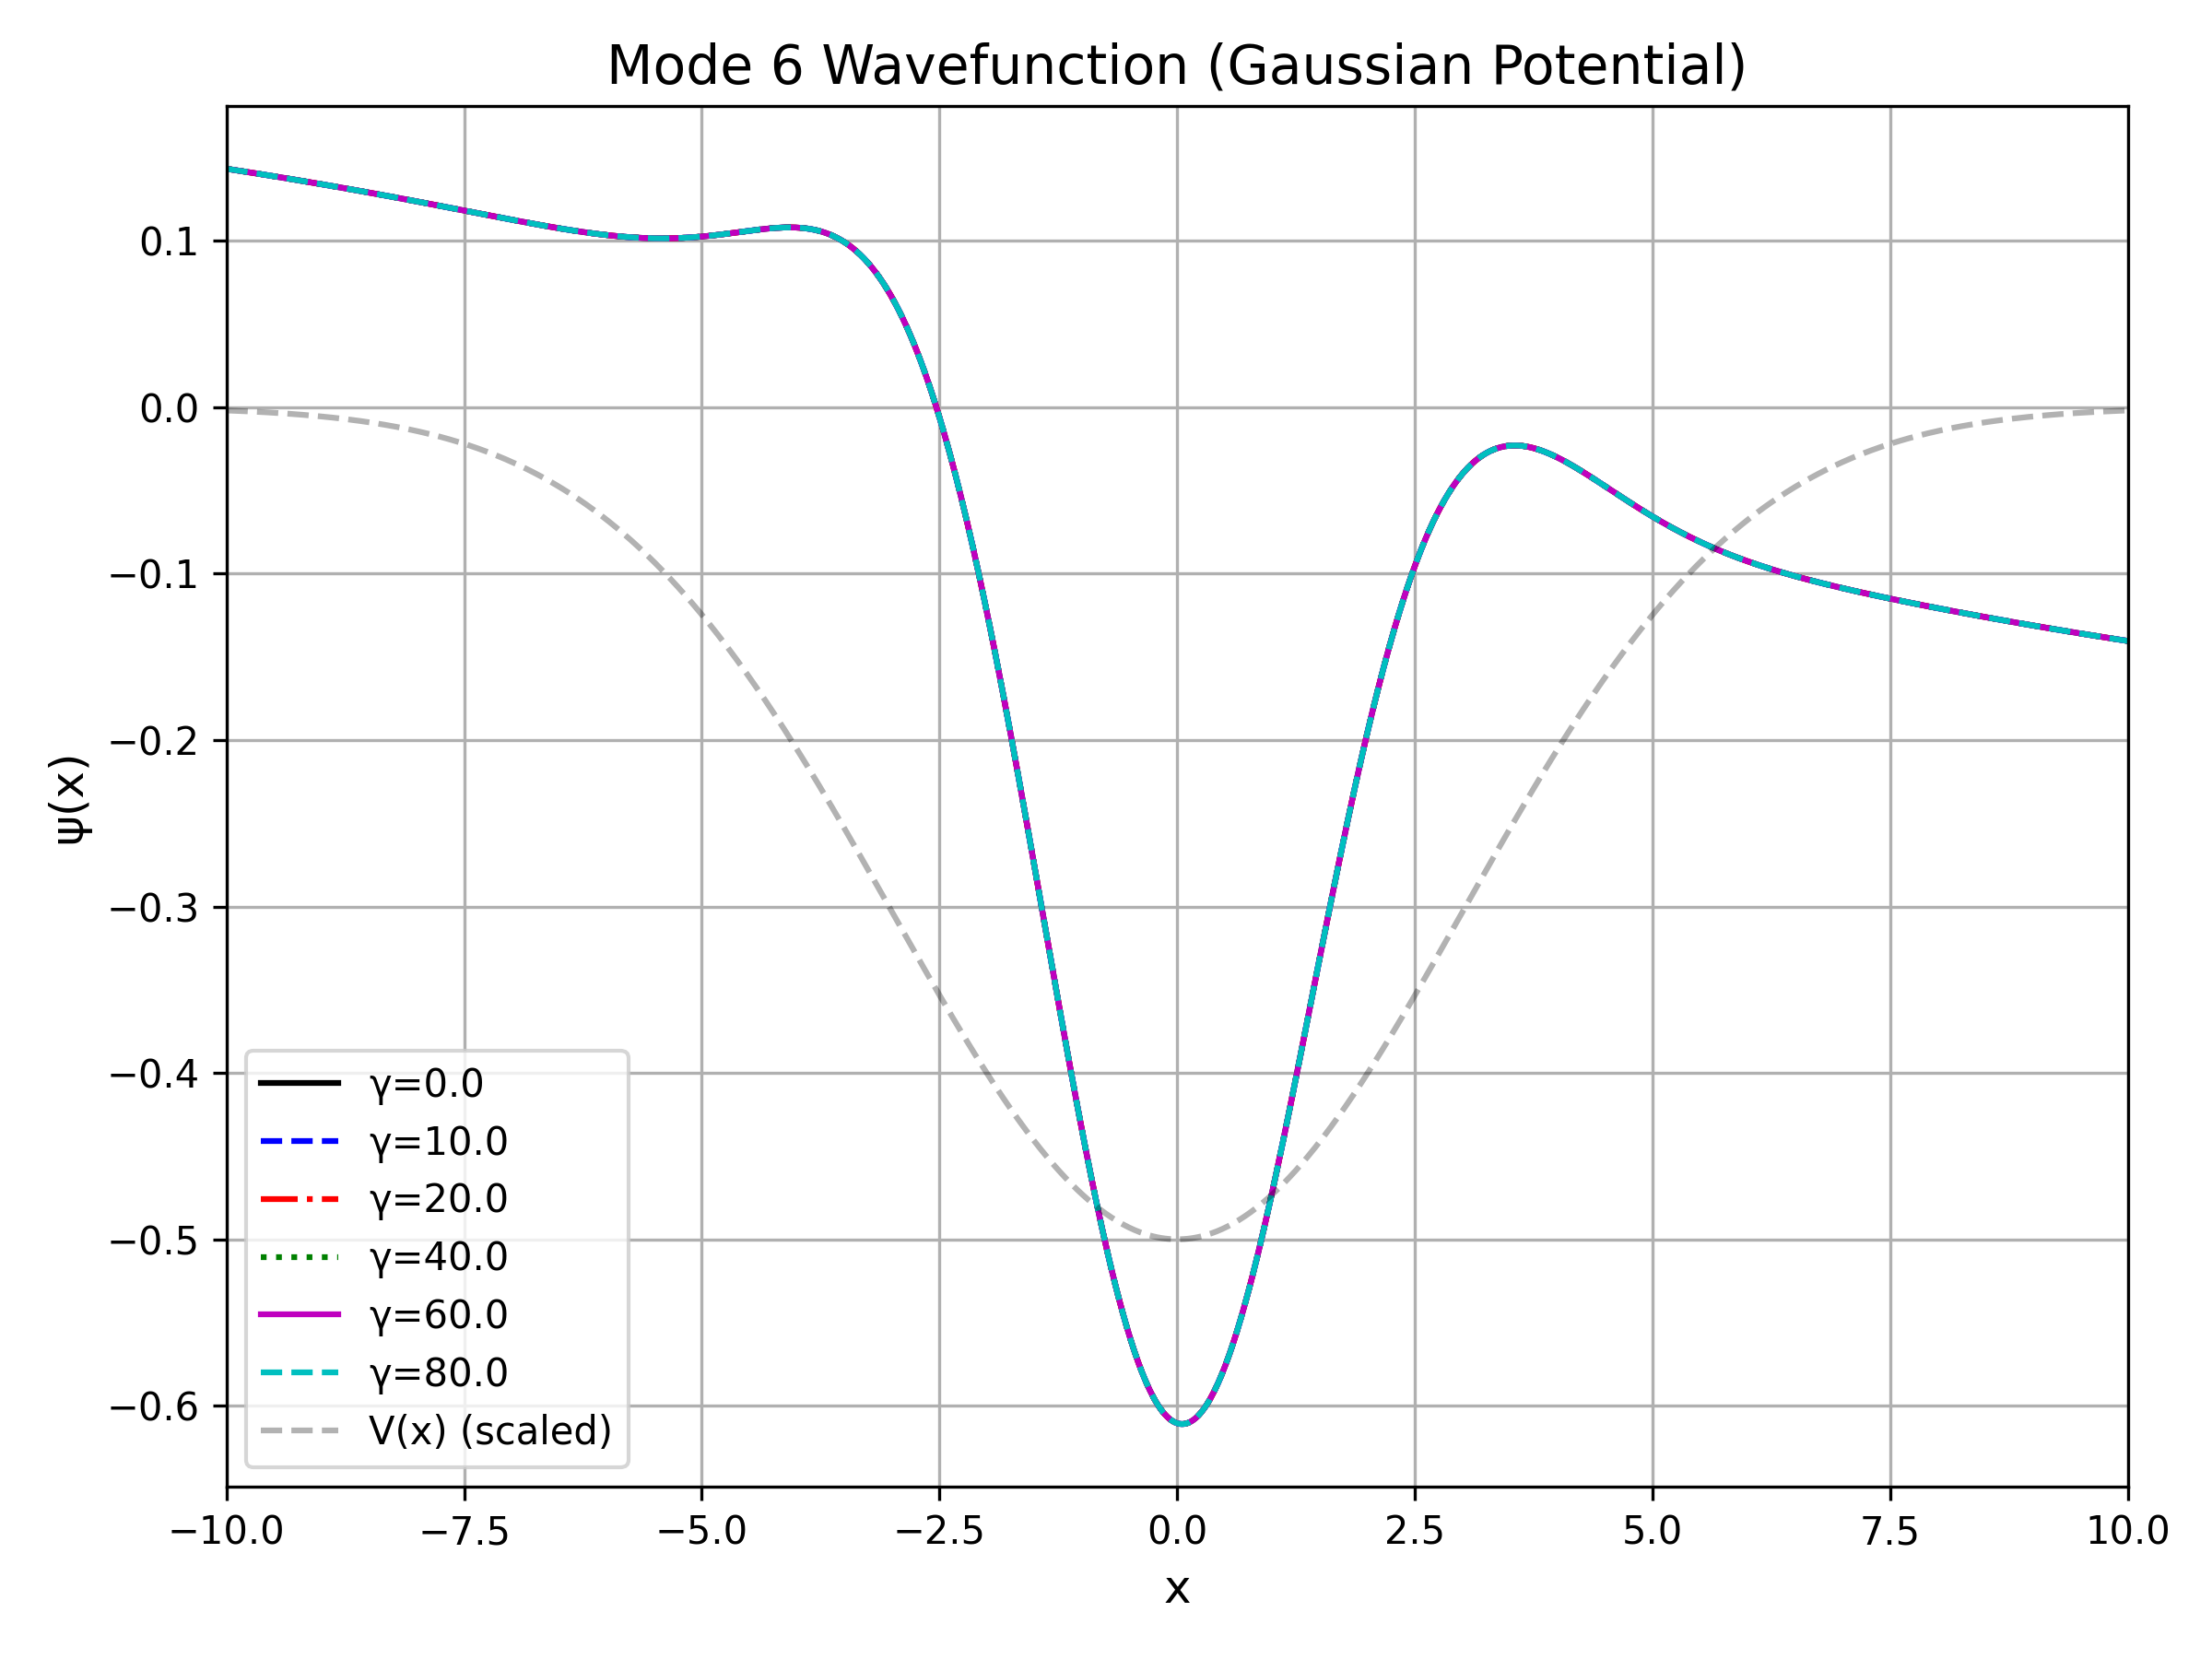 Mode 6 Wavefunction (Gaussian Potential)
ψ(x)
0.1
0.0
−0.1
−0.2
−0.3
−0.4
−0.5
−0.6
γ=0.0
γ=10.0
γ=20.0
γ=40.0
γ=60.0
γ=80.0
V(x) (scaled)
−10.0 −7.5 −5.0 −2.5 0.0 2.5 5.0 7.5 10.0
x